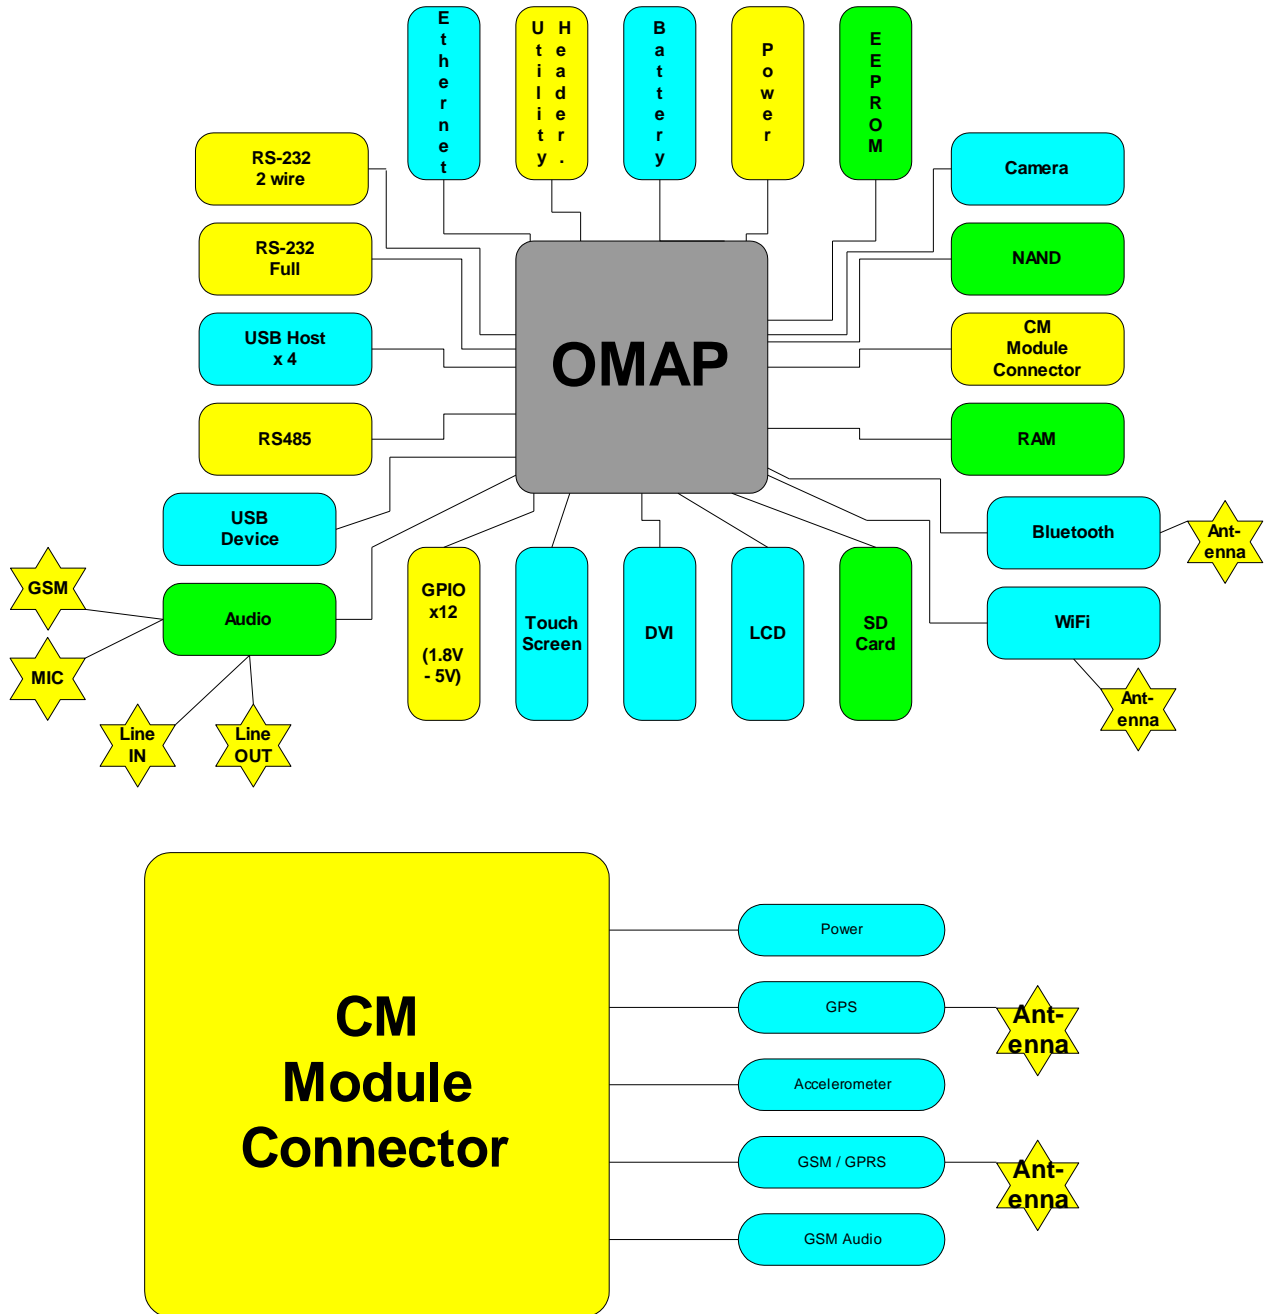 Ethernet
Utility
Header.
Battery
Power
EEPROM
RS-232
2 wire
Camera
RS-232
Full
NAND
USB Host
x 4
OMAP
CM
Module
Connector
RS485
RAM
USB
Device
Bluetooth
Ant-
enna
GSM
Audio
MIC
Line
IN
Line
OUT
GPIO
x12
(1.8V
- 5V)
Touch
Screen
DVI
LCD
SD
Card
WiFi
Ant-
enna
CM
Module
Connector
Power
GPS
Ant-
enna
Accelerometer
GSM / GPRS
Ant-
enna
GSM Audio